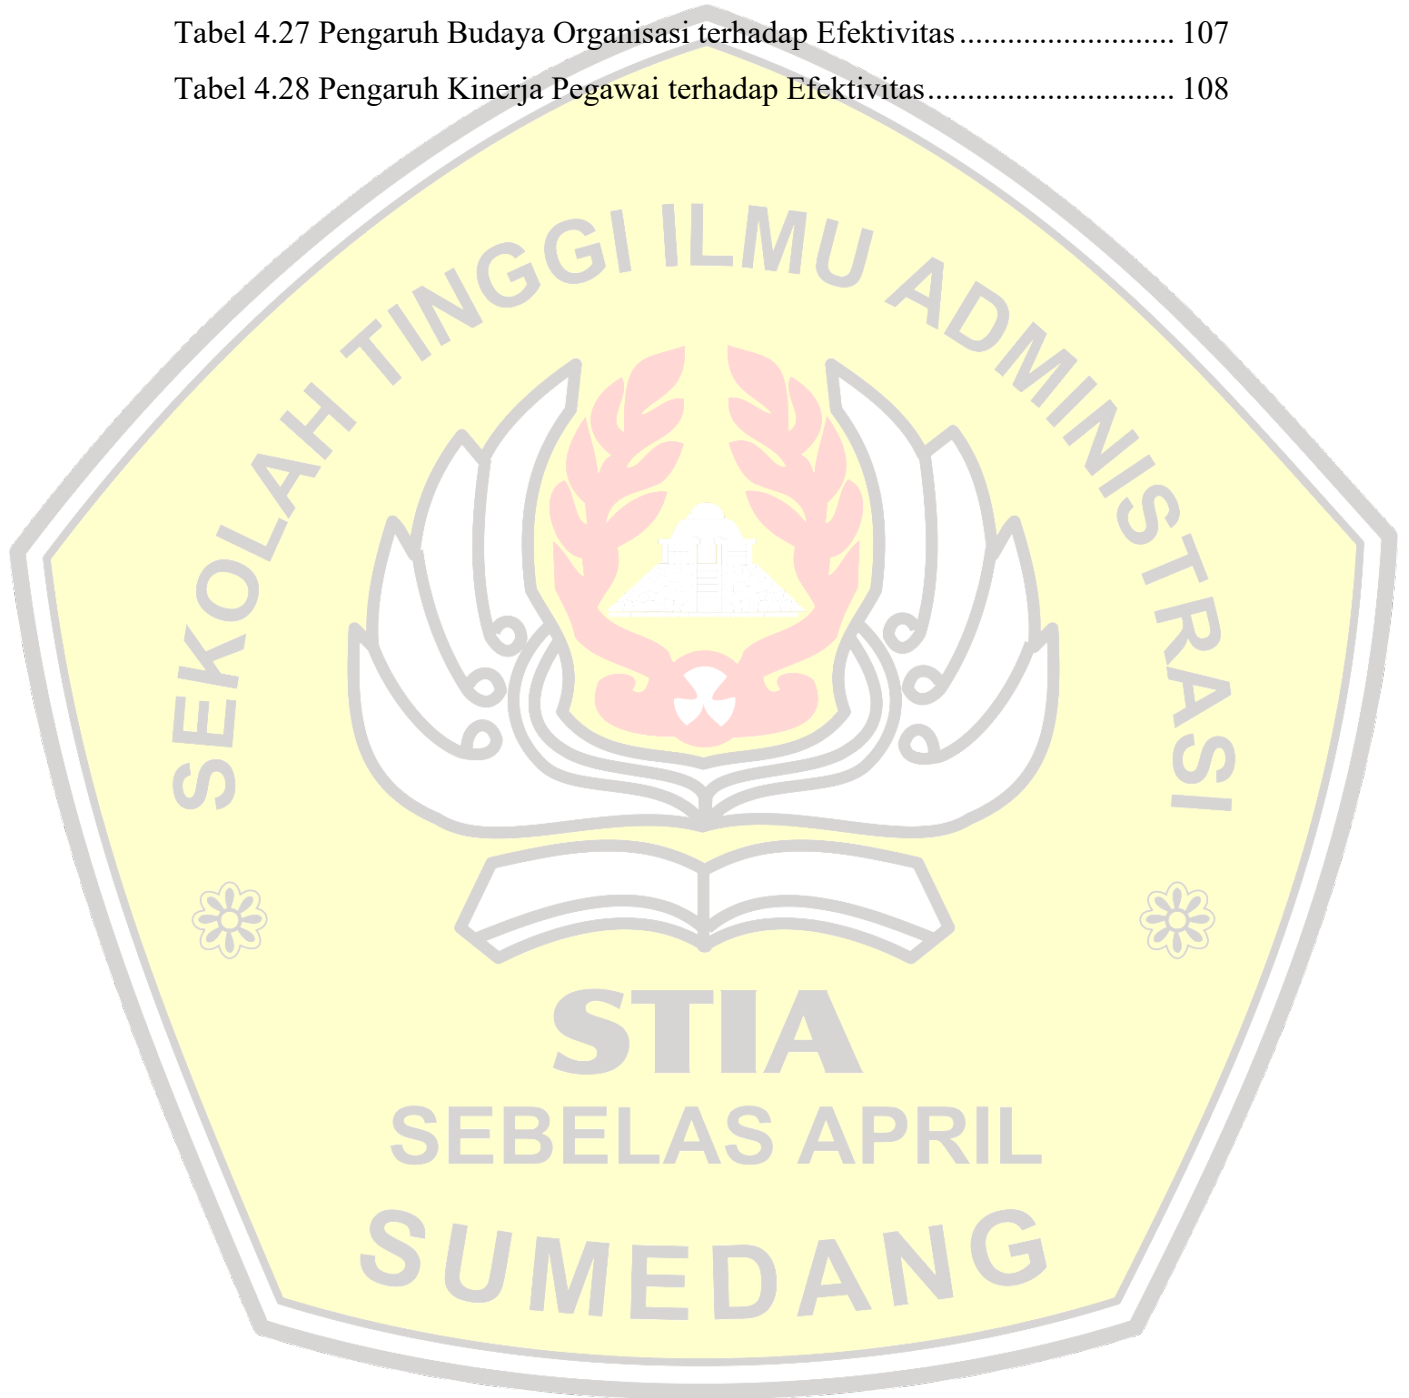 Tabel 4.27 Pengaruh Budaya Organisasi terhadap Efektivitas........................... 107
Tabel 4.28 Pengaruh Kinerja Pegawai terhadap Efektivitas............................... 108
SEKOLAH TINGGI ILMU ADMINISTRASI
STIA
SEBELAS APRIL
SUMEDANG